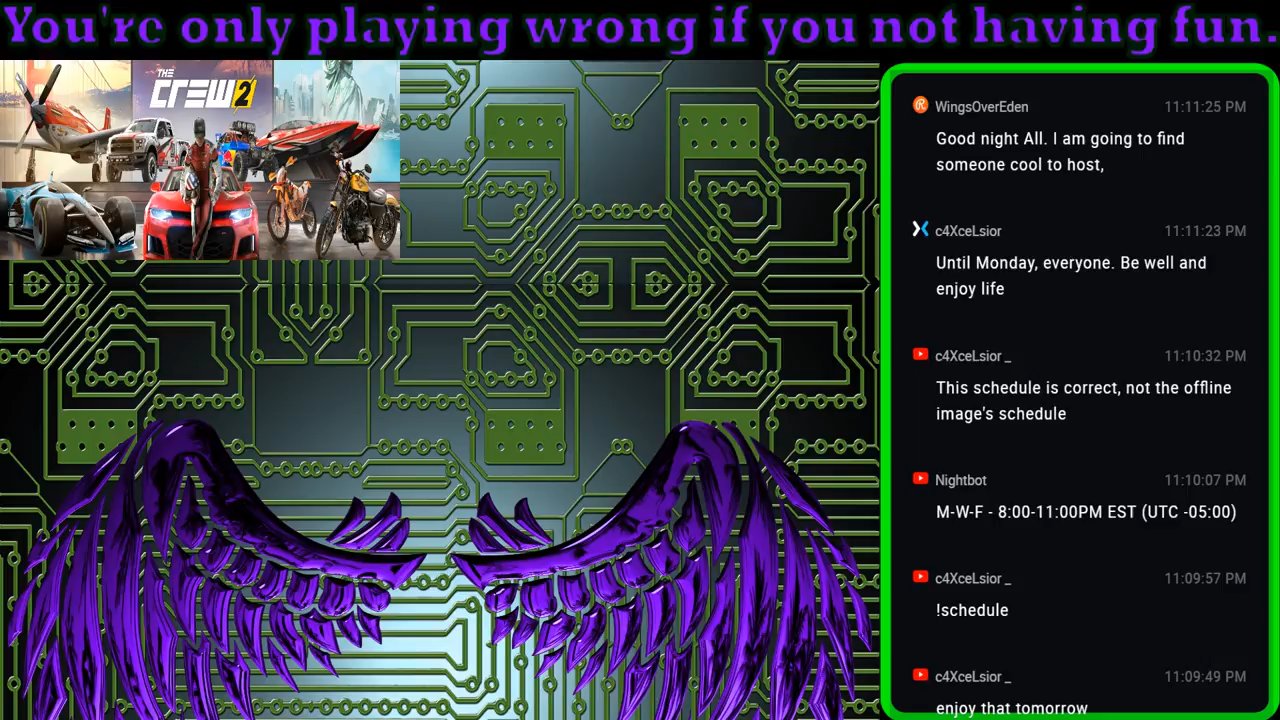 You're only playing wrong if you not having fun.
THE
CREW 2
WingsOverEden 11:11:25 PM
Good night All. I am going to find
someone cool to host,
c4XceLsior 11:11:23 PM
Until Monday, everyone. Be well and
enjoy life
c4XceLsior _ 11:10:32 PM
This schedule is correct, not the offline
image's schedule
Nightbot 11:10:07 PM
M-W-F - 8:00-11:00PM EST (UTC -05:00)
c4XceLsior _ 11:09:57 PM
!schedule
c4XceLsior _ 11:09:49 PM
enjoy that tomorrow